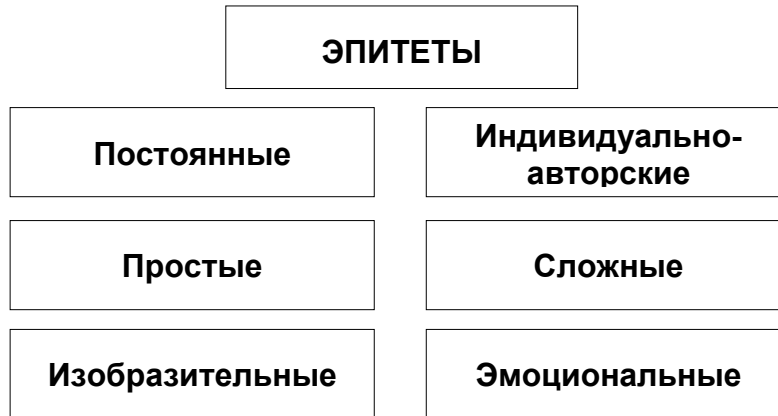 ЭПИТЕТЫ
Постоянные
Индивидуально-
авторские
Простые
Сложные
Изобразительные
Эмоциональные